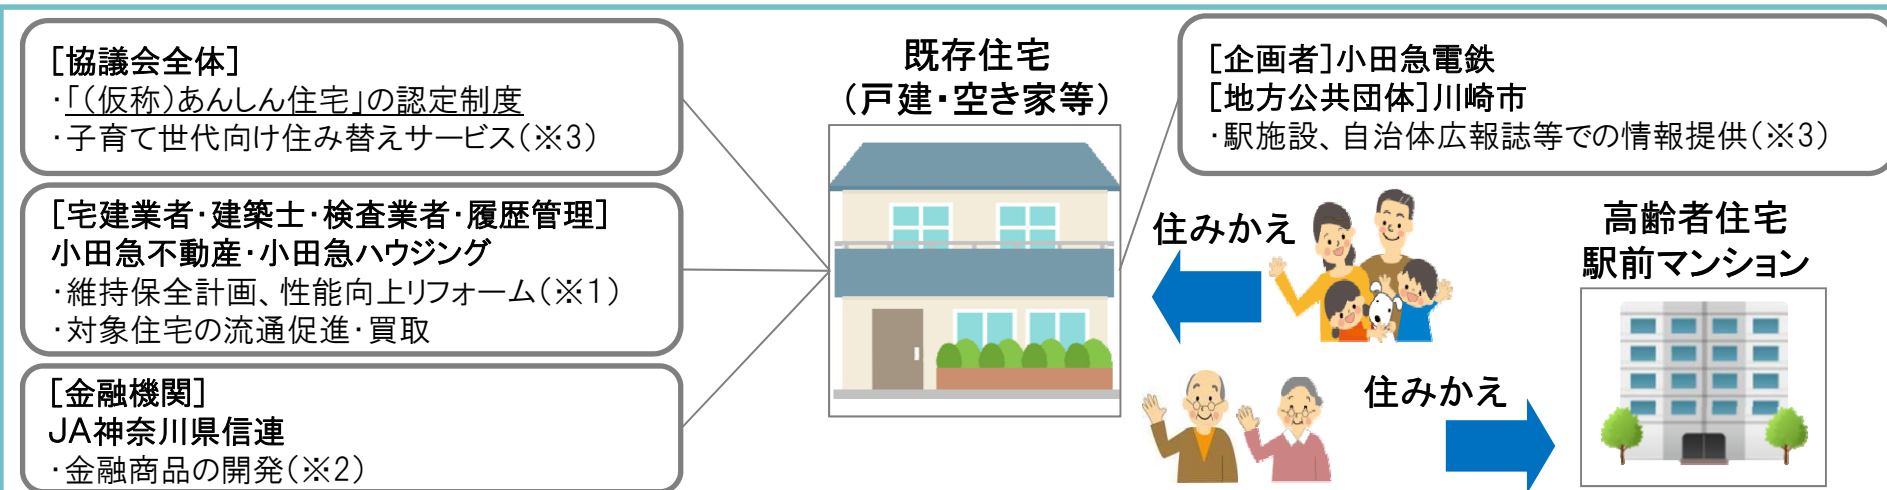 ［協議会全体］
・「（仮称）あんしん住宅」の認定制度
・子育て世代向け住み替えサービス（※3）
［宅建業者・建築士・検査業者・履歴管理］
小田急不動産・小田急ハウジング
・維持保全計画、性能向上リフォーム（※1）
・対象住宅の流通促進・買取
［金融機関］
JA神奈川県信連
・金融商品の開発（※2）
既存住宅
（戸建・空き家等）
［企画者］小田急電鉄
［地方公共団体］川崎市
・駅施設、自治体広報誌等での情報提供（※3）
住みかえ
住みかえ
高齢者住宅
駅前マンション